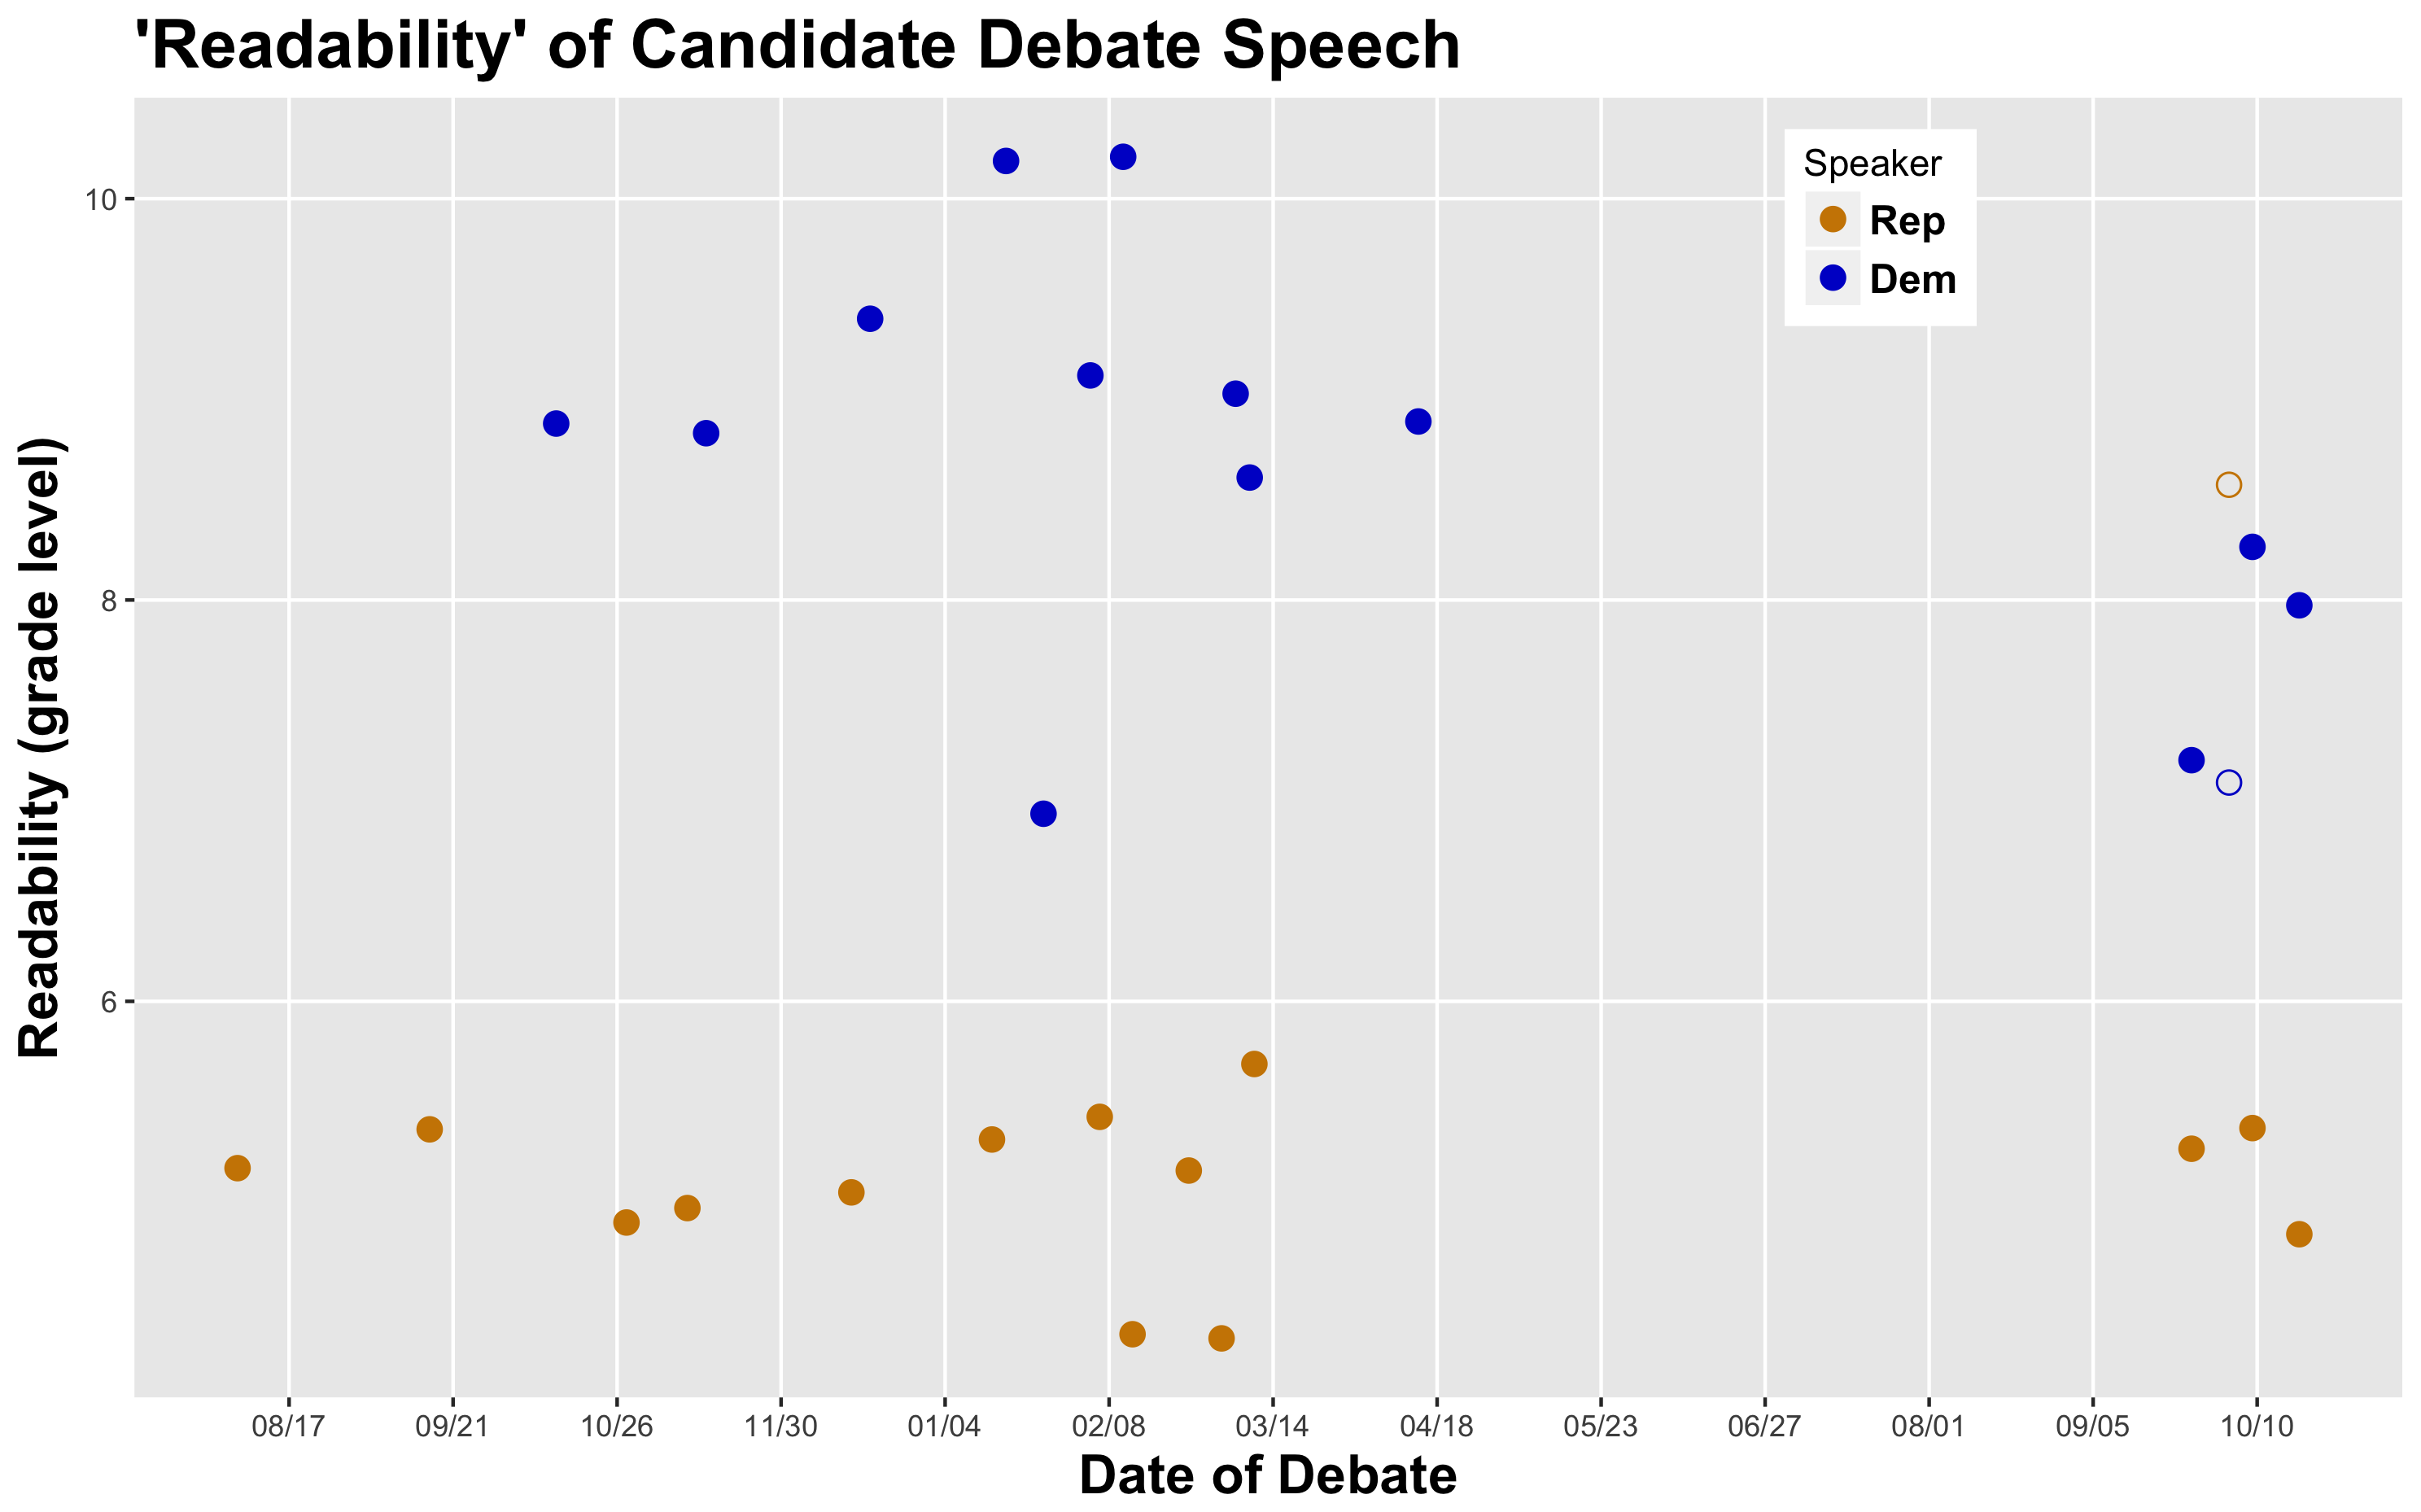 'Readability' of Candidate Debate Speech
Readability (grade level)
10
8
6
Speaker
Rep
Dem
08/17 09/21 10/26 11/30 01/04 02/08 03/14 04/18 05/23 06/27 08/01 09/05 10/10
Date of Debate